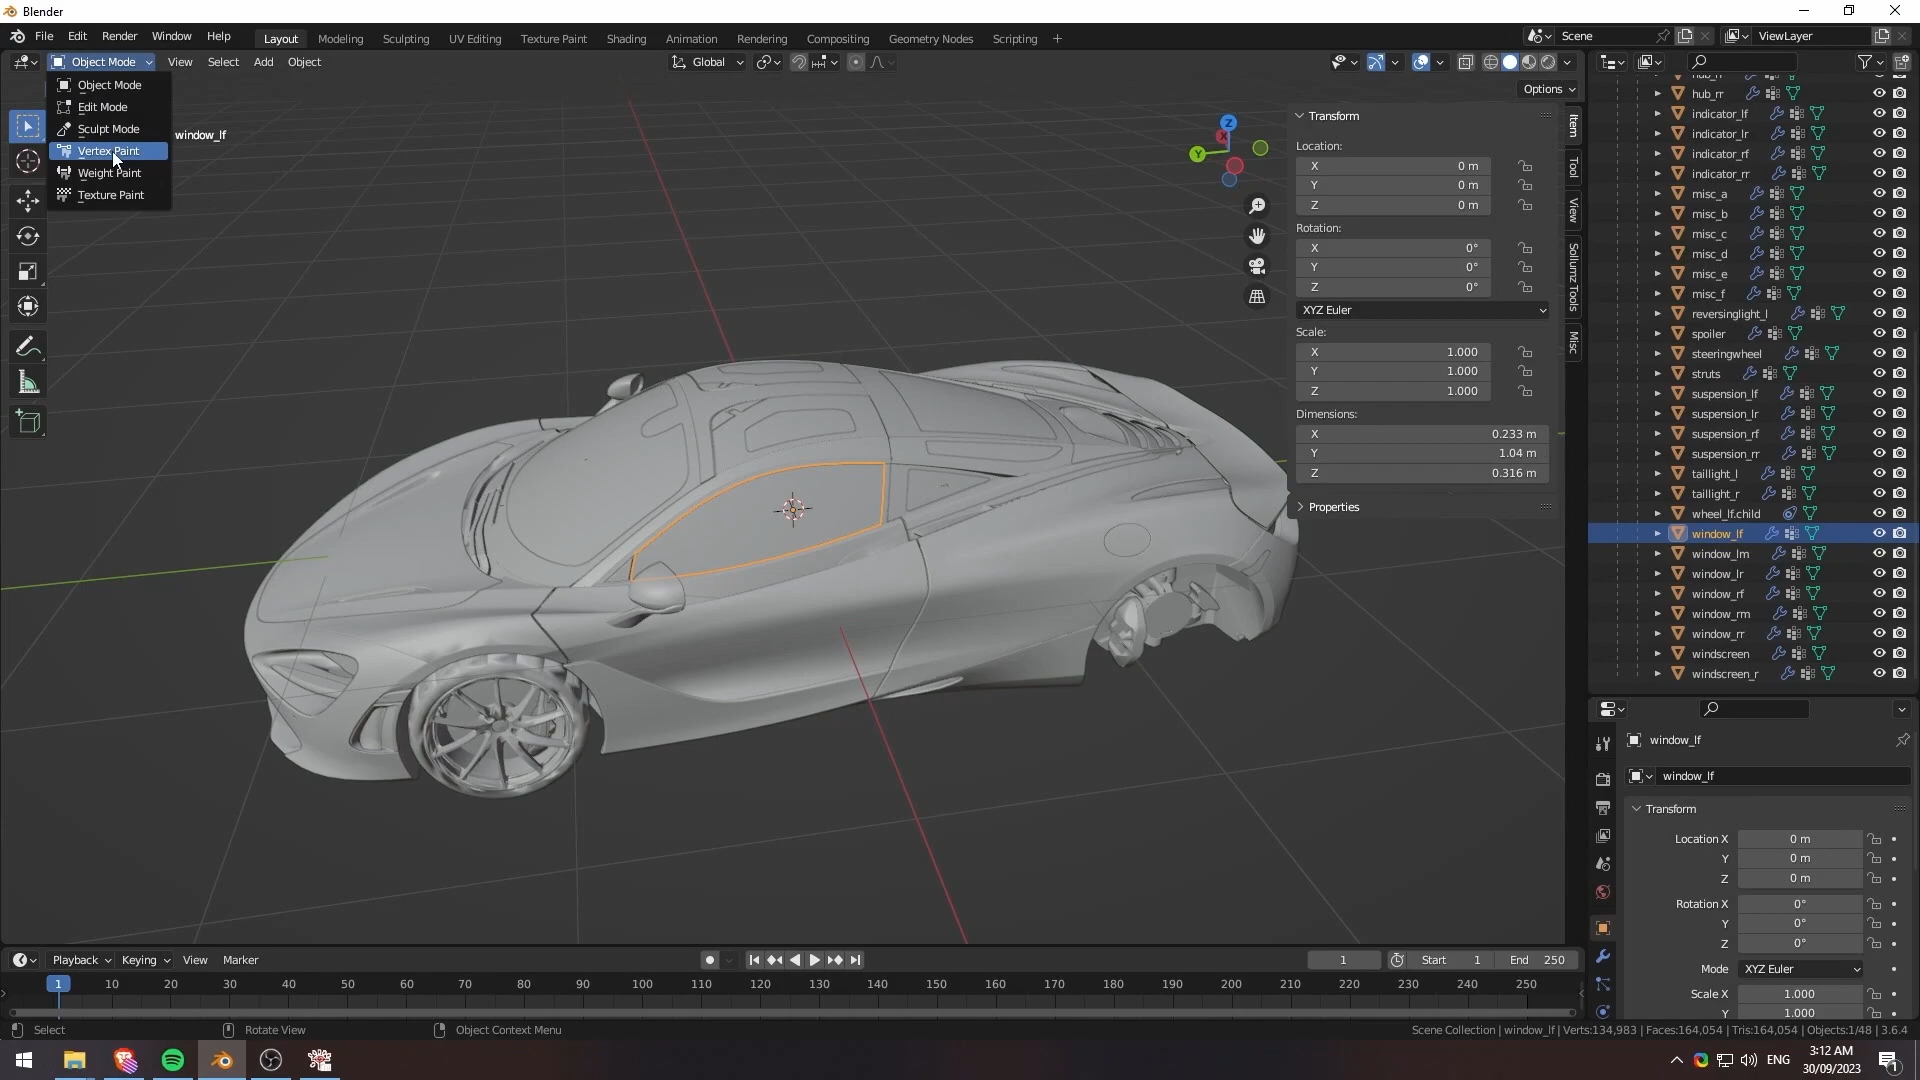 Blender
File Edit Render Window Help
Layout Modeling Sculpting UV Editing Texture Paint Shading Animation Rendering Compositing Geometry Nodes Scripting +
Scene
ViewLayer
Object Mode
View Select Add Object
Global
Options
Object Mode
Edit Mode
Sculpt Mode
Vertex Paint
Weight Paint
Texture Paint
window_lf
Z
X
Y
Transform
Location:
X 0 m
Y 0 m
Z 0 m
Rotation:
X 0°
Y 0°
Z 0°
XYZ Euler
Scale:
X 1.000
Y 1.000
Z 1.000
Dimensions:
X 0.233 m
Y 1.04 m
Z 0.316 m
Properties
Item
Tool
View
Sollumz Tools
Misc
hub_rr
indicator_lf
indicator_lr
indicator_rf
indicator_rr
misc_a
misc_b
misc_c
misc_d
misc_e
misc_f
reversinglight_l
spoiler
steeringwheel
struts
suspension_lf
suspension_lr
suspension_rf
suspension_rr
taillight_l
taillight_r
wheel_lf.child
window_lf
window_lm
window_lr
window_rf
window_rm
window_rr
windscreen
windscreen_r
window_lf
window_lf
Transform
Location X 0 m
Y 0 m
Z 0 m
Rotation X 0°
Y 0°
Z 0°
Mode XYZ Euler
Scale X 1.000
Y 1.000
Playback Keying View Marker
1
Start 1
End 250
1 10 20 30 40 50 60 70 80 90 100 110 120 130 140 150 160 170 180 190 200 210 220 230 240 250
Select
Rotate View
Object Context Menu
Scene Collection | window_lf | Verts:134,983 | Faces:164,054 | Tris:164,054 | Objects:1/48 | 3.6.4
ENG
3:12 AM
30/09/2023
1